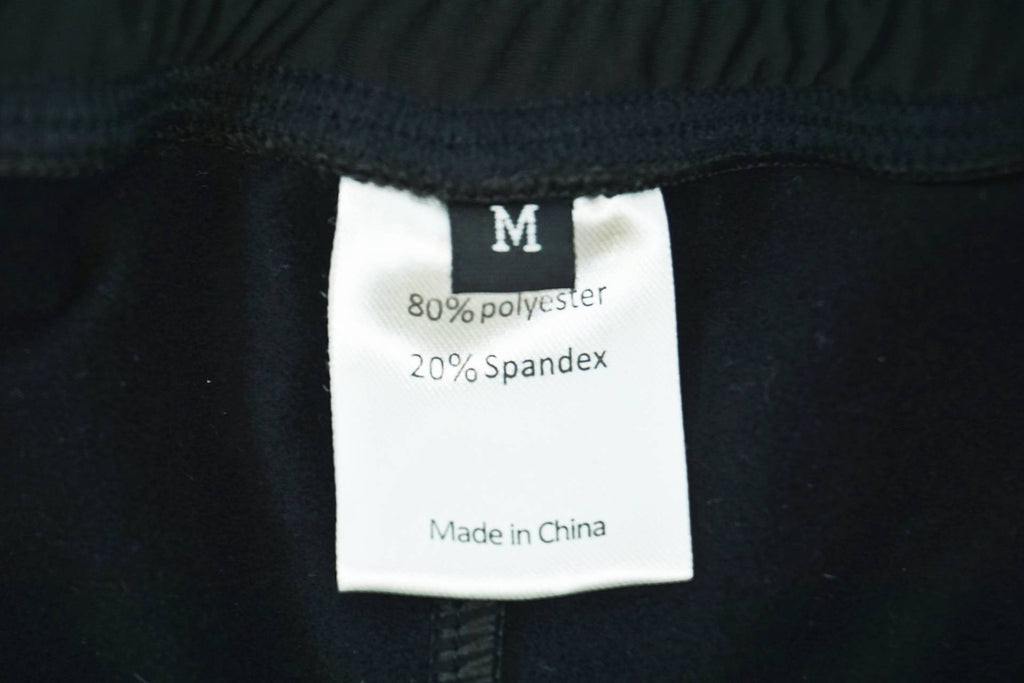 M
80% polyester
20% Spandex
Made in China